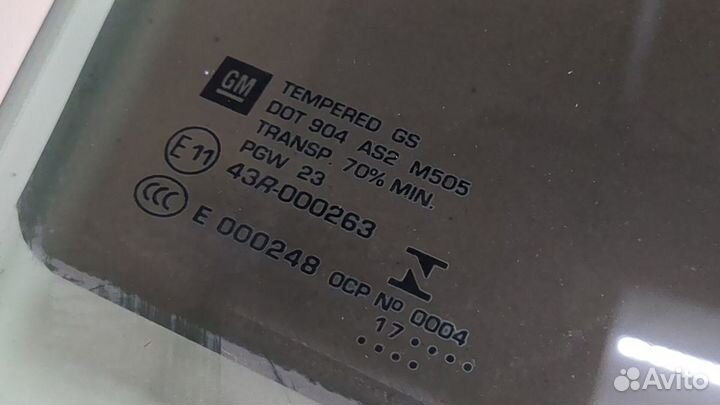 GM
TEMPERED GS
DOT 904 AS2 M505
TRANSP. 70% MIN.
PGW 23
E11
43R-000263
CCC
E 000248 OCP Nº 0004
17
Avito